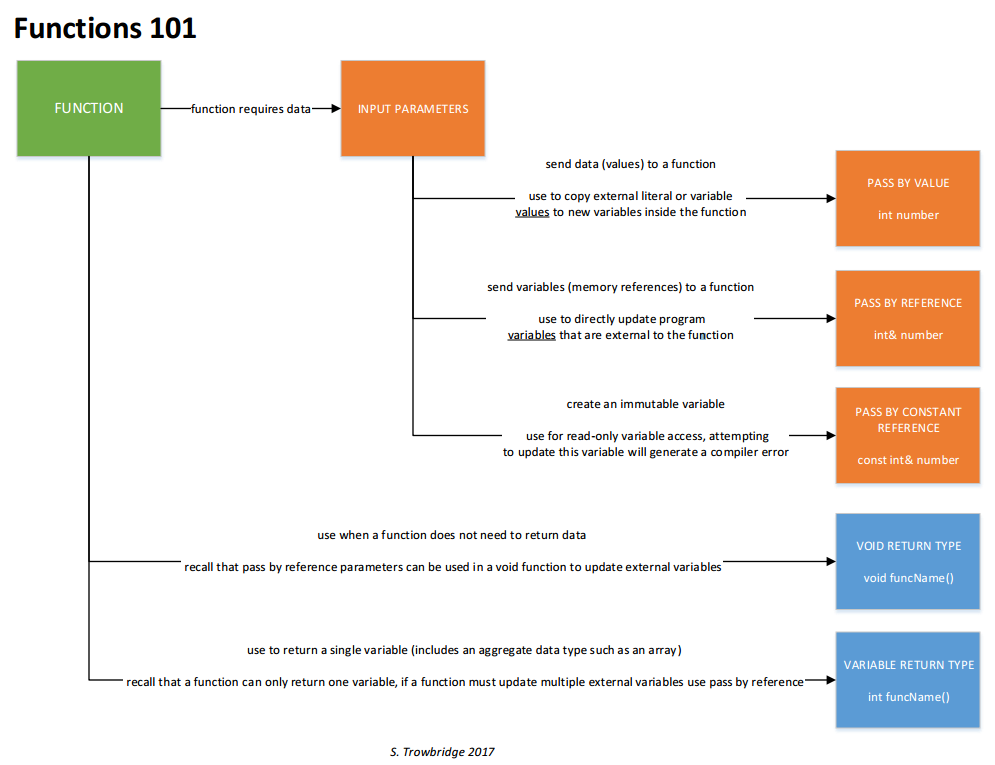 Functions 101
FUNCTION
function requires data
INPUT PARAMETERS
send data (values) to a function
use to copy external literal or variable
values to new variables inside the function
PASS BY VALUE
int number
send variables (memory references) to a function
use to directly update program
variables that are external to the function
PASS BY REFERENCE
int& number
create an immutable variable
use for read-only variable access, attempting
to update this variable will generate a compiler error
PASS BY CONSTANT
REFERENCE
const int& number
use when a function does not need to return data
recall that pass by reference parameters can be used in a void function to update external variables
VOID RETURN TYPE
void funcName()
use to return a single variable (includes an aggregate data type such as an array)
recall that a function can only return one variable, if a function must update multiple external variables use pass by reference
VARIABLE RETURN TYPE
int funcName()
S. Trowbridge 2017